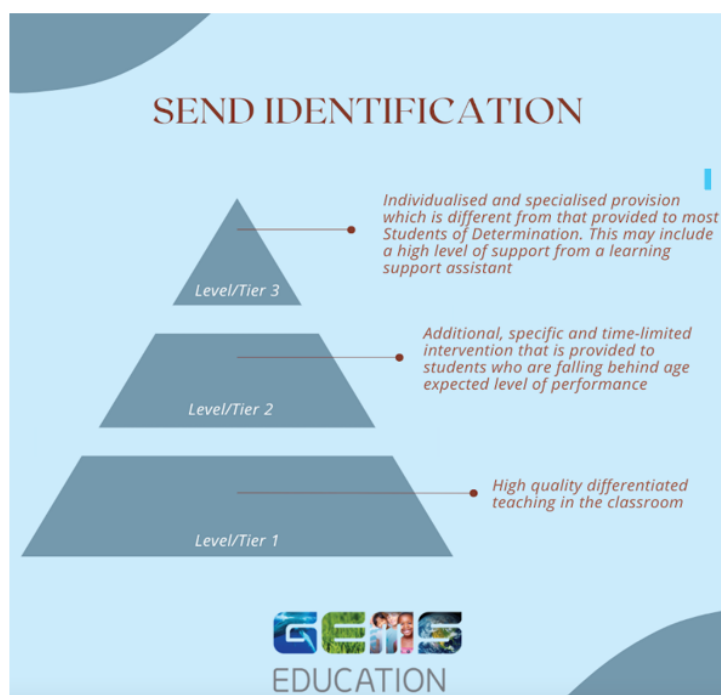 SEND IDENTIFICATION
Individualised and specialised provision
which is different from that provided to most
Students of Determination. This may include
a high level of support from a learning
support assistant
Level/Tier 3
Additional, specific and time-limited
intervention that is provided to
students who are falling behind age
expected level of performance
Level/Tier 2
High quality differentiated
teaching in the classroom
Level/Tier 1
GEMS
EDUCATION